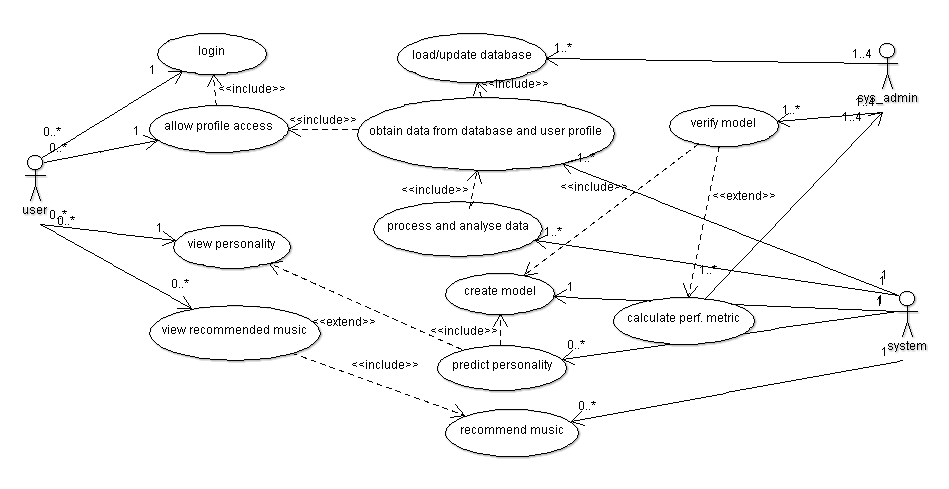 login
load/update database
1..*
1..4
sys_admin
1
<<include>>
<<include>>
0..*
1
allow profile access
<<include>>
obtain data from database and user profile
verify model
1..*
1..4
1..4
0..*
1..*
<<include>>
<<include>>
<<extend>>
user
0..*
0..*
1
process and analyse data
1..*
view personality
1..*
1
1
0..*
create model
1
1
1
view recommended music
<<extend>>
<<include>>
calculate perf. metric
system
<<include>>
predict personality
0..*
1
0..*
recommend music